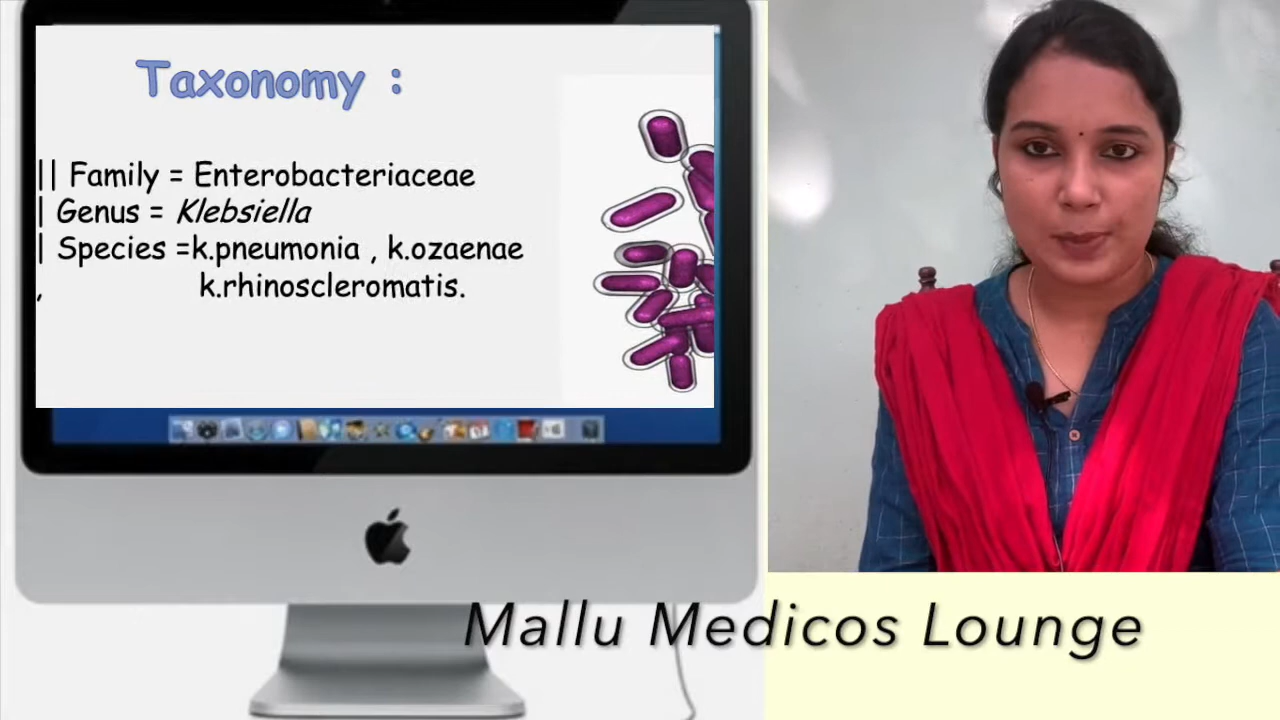 Taxonomy :
|| Family = Enterobacteriaceae
| Genus = Klebsiella
| Species =k.pneumonia , k.ozaenae
, k.rhinoscleromatis.
Mallu Medicos Lounge